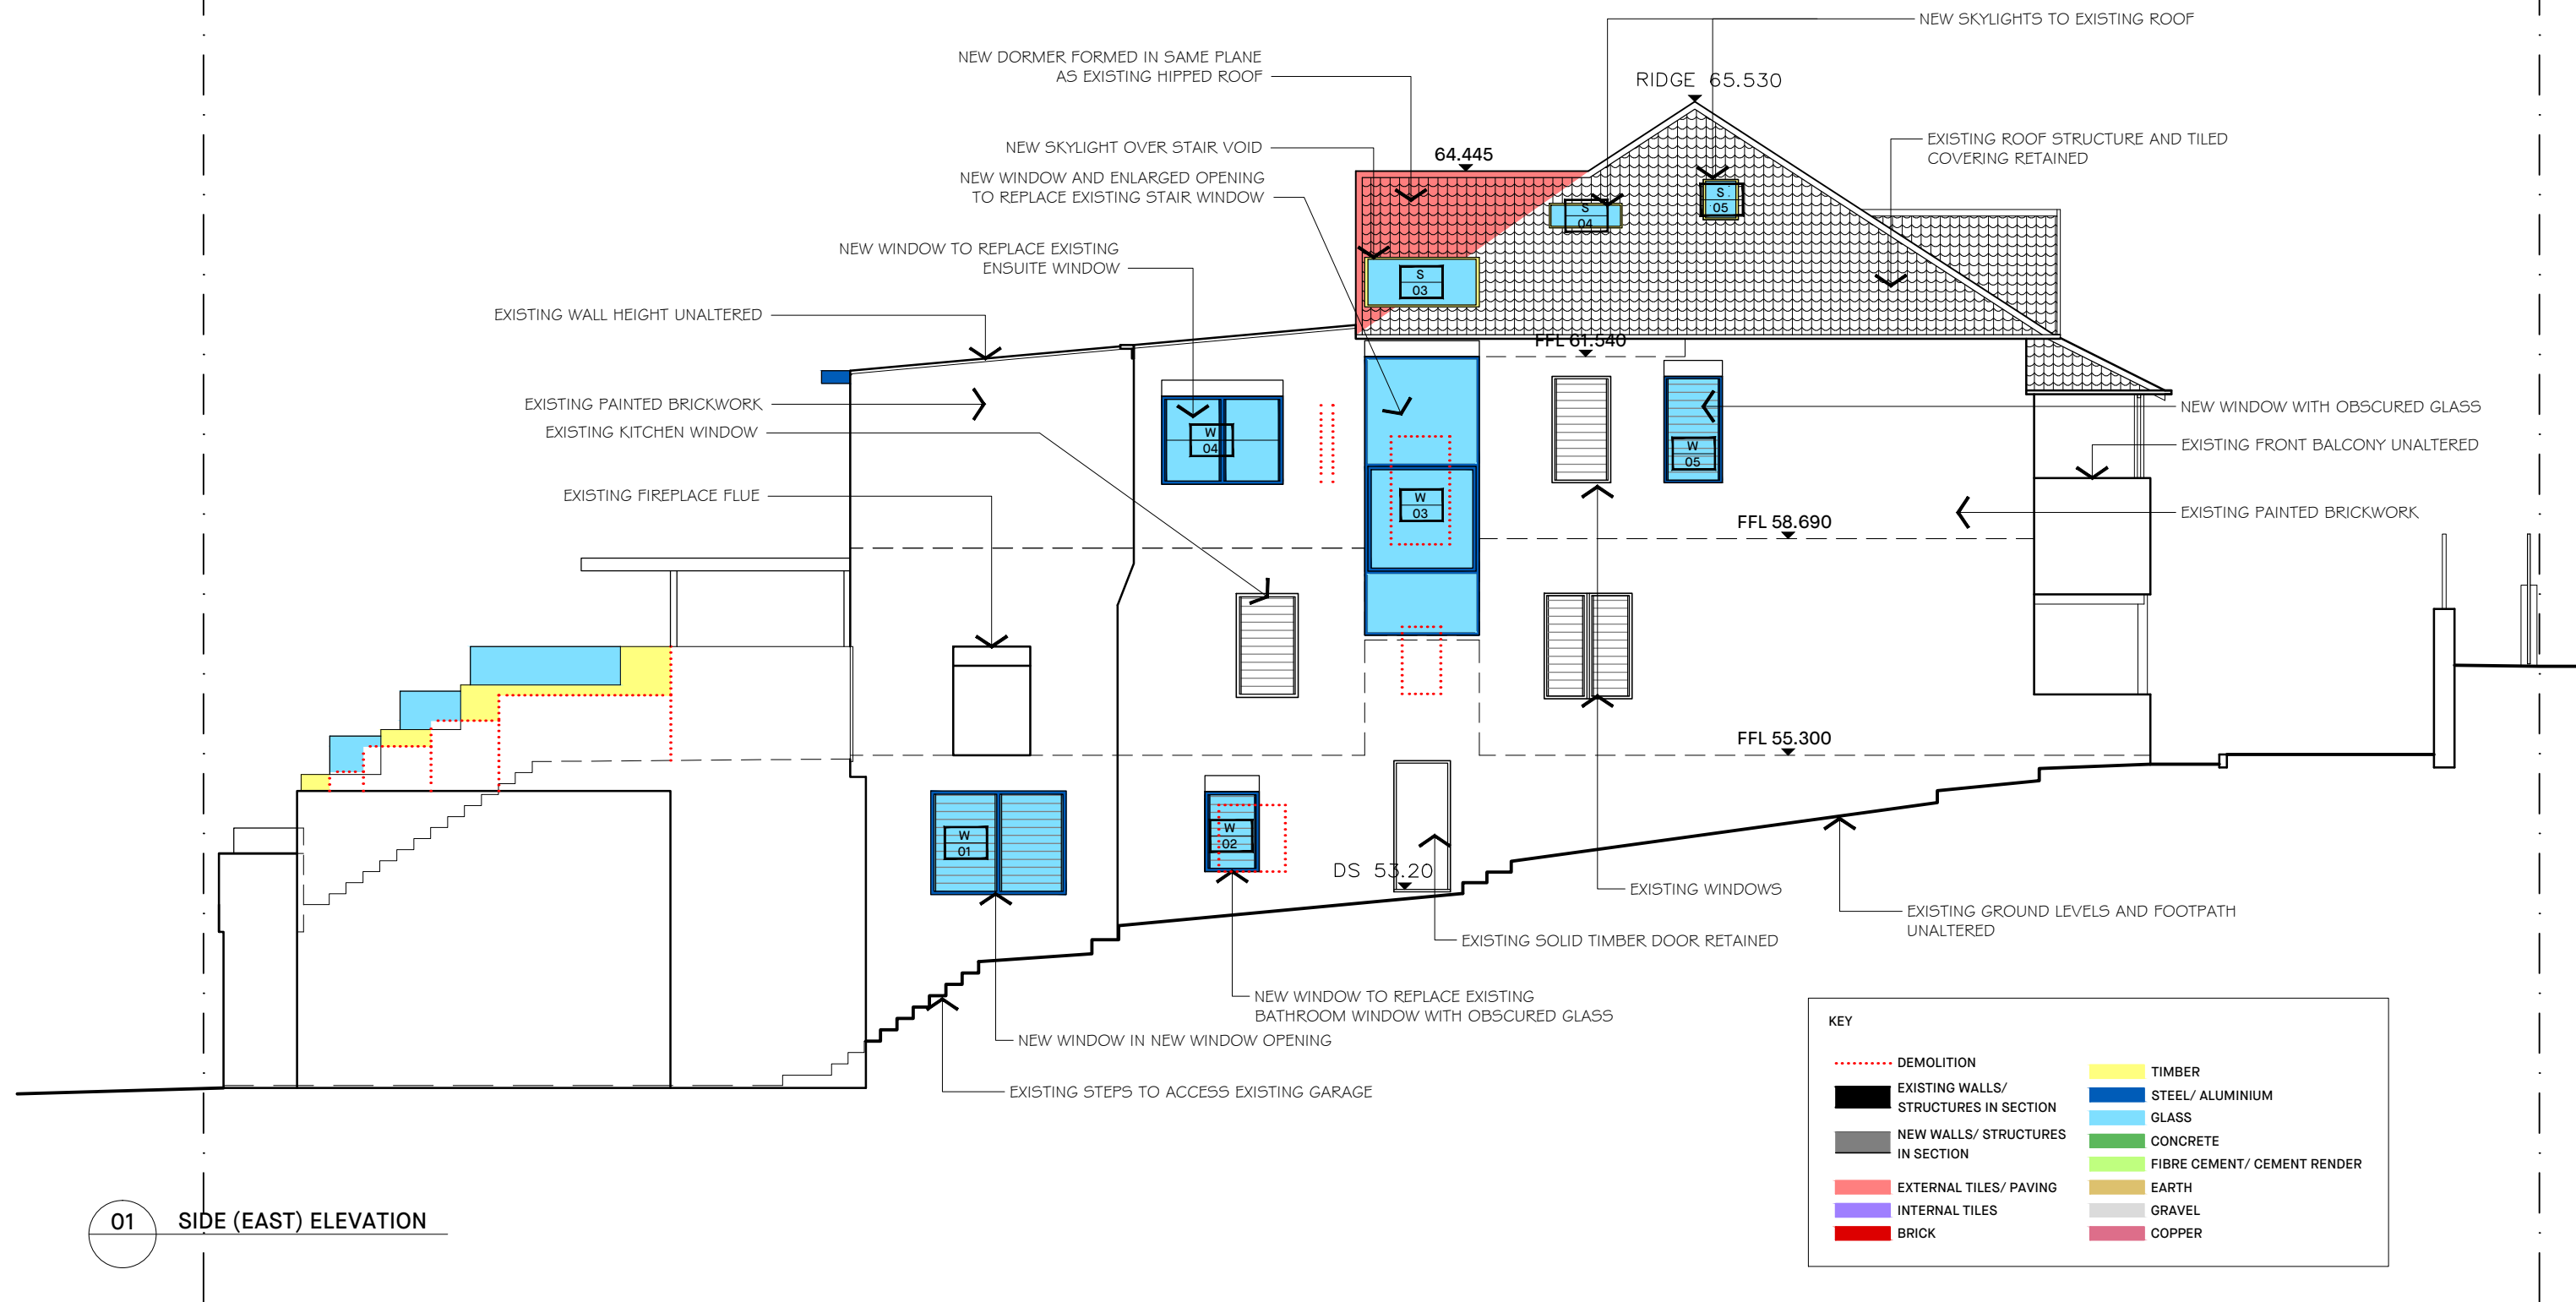 NEW SKYLIGHTS TO EXISTING ROOF
NEW DORMER FORMED IN SAME PLANE
AS EXISTING HIPPED ROOF
RIDGE 65.530
NEW SKYLIGHT OVER STAIR VOID
64.445
EXISTING ROOF STRUCTURE AND TILED
COVERING RETAINED
NEW WINDOW AND ENLARGED OPENING
TO REPLACE EXISTING STAIR WINDOW
S
04
S
05
NEW WINDOW TO REPLACE EXISTING
ENSUITE WINDOW
S
03
EXISTING WALL HEIGHT UNALTERED
FFL 61.540
EXISTING PAINTED BRICKWORK
EXISTING KITCHEN WINDOW
W
04
W
05
NEW WINDOW WITH OBSCURED GLASS
EXISTING FRONT BALCONY UNALTERED
EXISTING FIREPLACE FLUE
W
03
FFL 58.690
EXISTING PAINTED BRICKWORK
FFL 55.300
W
01
W
02
DS 53.20
EXISTING WINDOWS
EXISTING GROUND LEVELS AND FOOTPATH
UNALTERED
EXISTING SOLID TIMBER DOOR RETAINED
NEW WINDOW TO REPLACE EXISTING
BATHROOM WINDOW WITH OBSCURED GLASS
NEW WINDOW IN NEW WINDOW OPENING
EXISTING STEPS TO ACCESS EXISTING GARAGE
KEY
DEMOLITION
EXISTING WALLS/
STRUCTURES IN SECTION
NEW WALLS/ STRUCTURES
IN SECTION
EXTERNAL TILES/ PAVING
INTERNAL TILES
BRICK
TIMBER
STEEL/ ALUMINIUM
GLASS
CONCRETE
FIBRE CEMENT/ CEMENT RENDER
EARTH
GRAVEL
COPPER
01
SIDE (EAST) ELEVATION